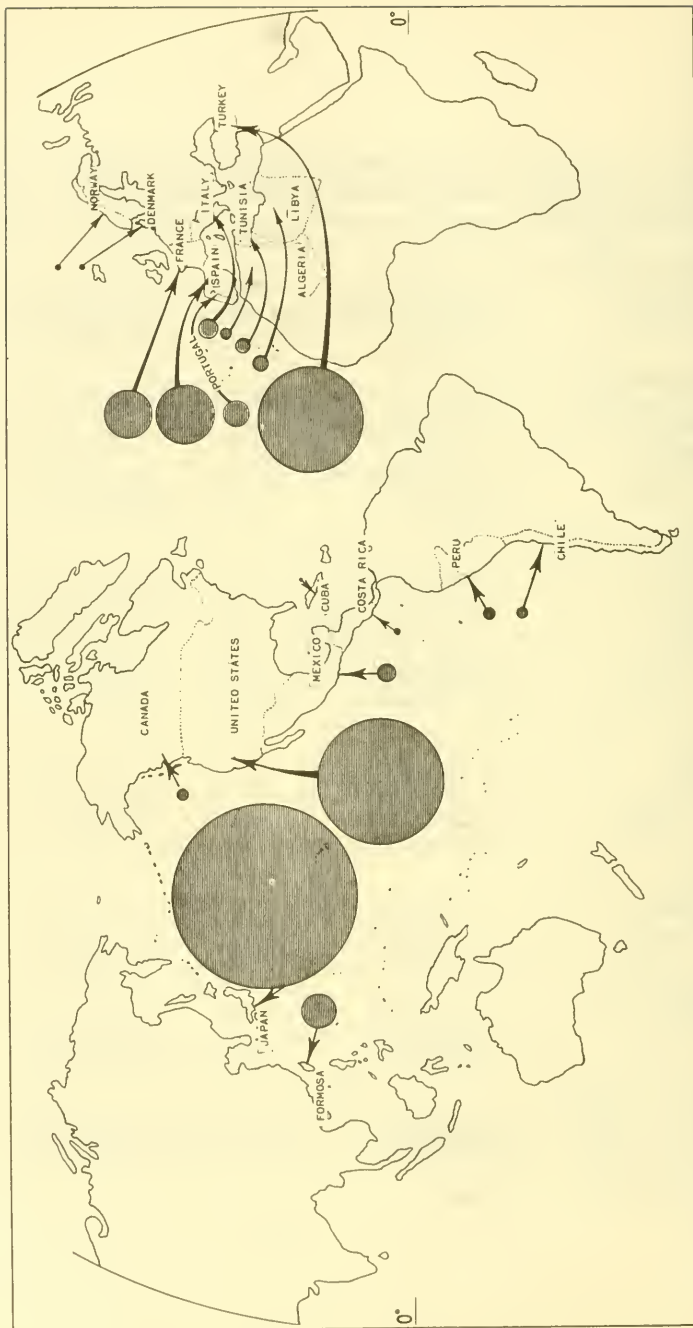 0°
JAPAN
FORMOSA
CANADA
UNITED STATES
MEXICO
CUBA
COSTA RICA
PERU
CHILE
NORWAY
DENMARK
FRANCE
PORTUGAL
SPAIN
ITALY
TURKEY
TUNISIA
ALGERIA
LIBYA
0°